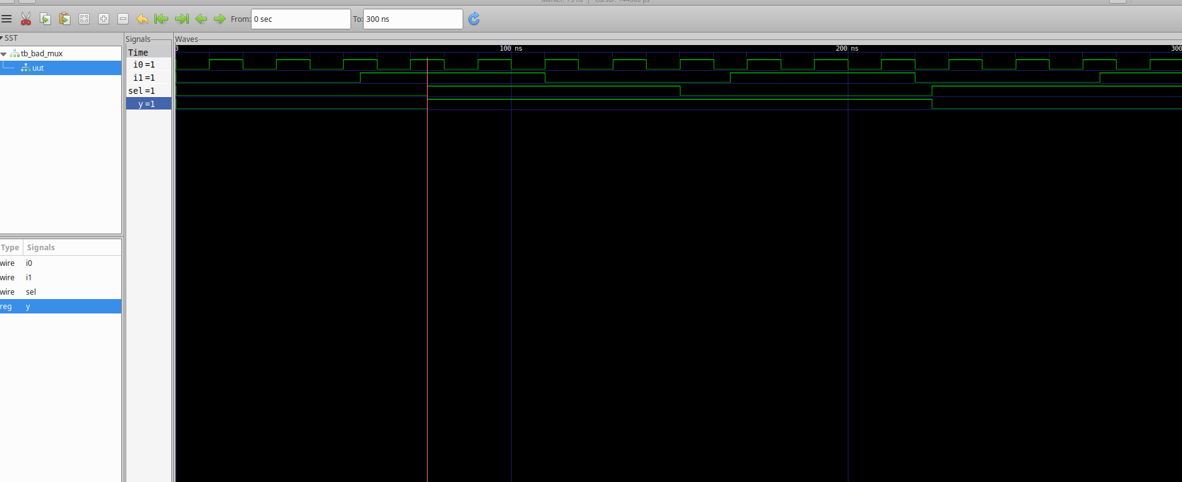 From: 0 sec To: 300 ns
SST
Signals
Waves
tb_bad_mux
uut
Time
0 100 ns 200 ns 300
i0=1
i1=1
sel=1
y=1
Type Signals
wire i0
wire i1
wire sel
reg y